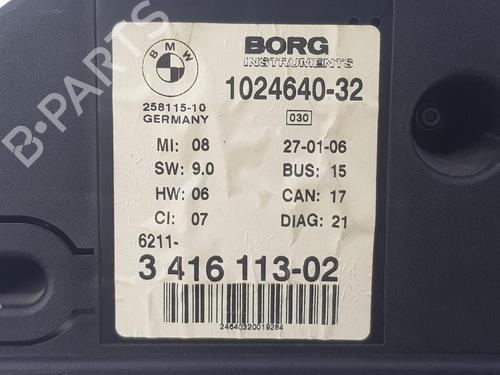 BMW
258115-10
GERMANY
BORG
INSTRUMENTS
1024640-32
030
MI: 08
27-01-06
SW: 9.0
BUS: 15
HW: 06
CAN: 17
CI: 07
DIAG: 21
6211-
3 416 113-02
24640320019284
B-PARTS